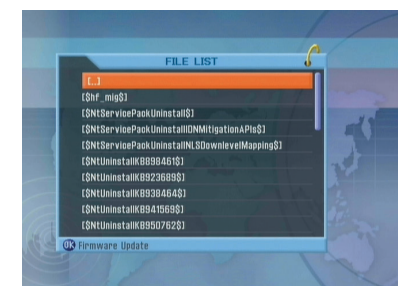 FILE LIST
[..]
[$hf_mig$]
[$NtServicePackUninstall$]
[$NtServicePackUninstallIDNMitigationAPIs$]
[$NtServicePackUninstallNLSDownlevelMapping$]
[$NtUninstallKB898461$]
[$NtUninstallKB923689$]
[$NtUninstallKB938464$]
[$NtUninstallKB941569$]
[$NtUninstallKB950762$]
OK Firmware Update